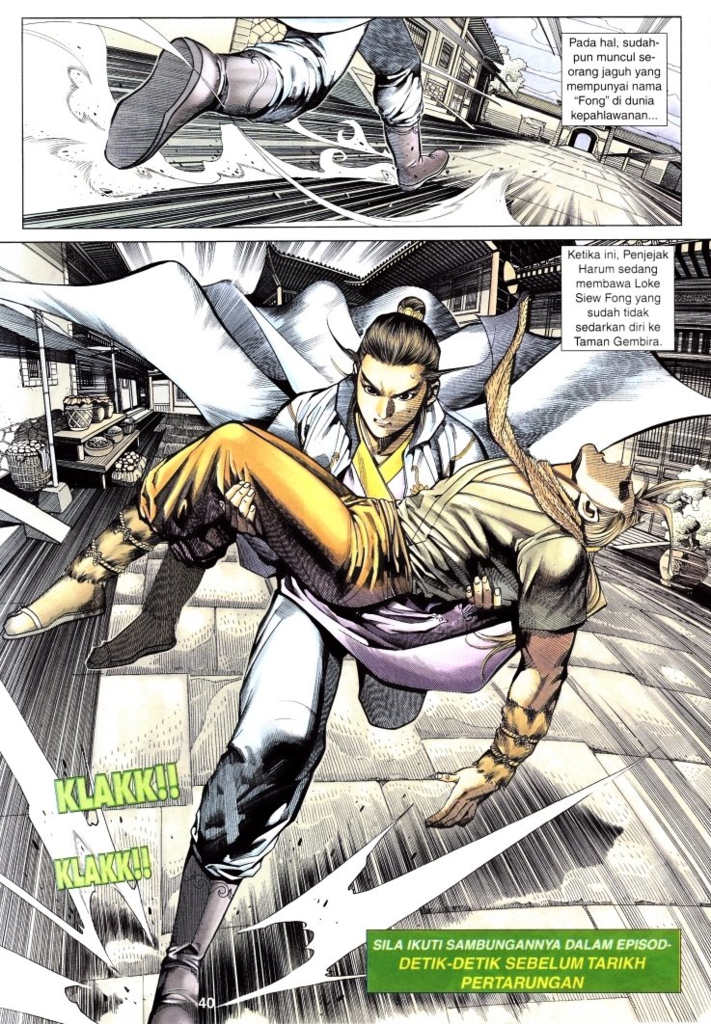 Pada hal, sudah-
pun muncul se-
orang jaguh yang
mempunyai nama
"Fong" di dunia
kepahlawanan...
Ketika ini, Penjejak
Harum sedang
membawa Loke
Siew Fong yang
sudah tidak
sedarkan diri ke
Taman Gembira.
KLAKK!!
KLAKK!!
SILA IKUTI SAMBUNGANNYA DALAM EPISOD-
DETIK-DETIK SEBELUM TARIKH
PERTARUNGAN
40